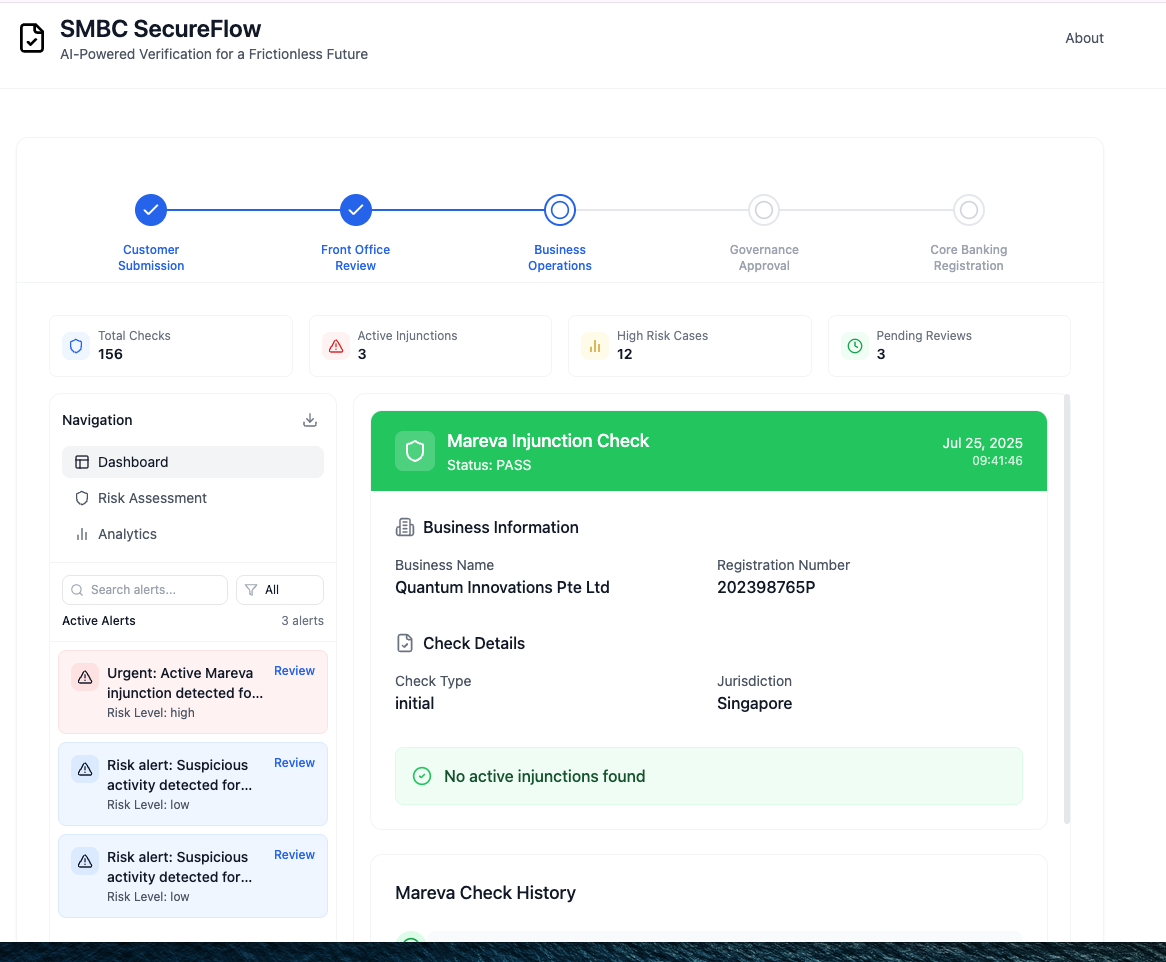 SMBC SecureFlow
AI-Powered Verification for a Frictionless Future
About
Customer
Submission
Front Office
Review
Business
Operations
Governance
Approval
Core Banking
Registration
Total Checks
156
Active Injunctions
3
High Risk Cases
12
Pending Reviews
3
Navigation
Dashboard
Risk Assessment
Analytics
Search alerts...
All
Active Alerts
3 alerts
Urgent: Active Mareva
injunction detected fo...
Risk Level: high
Review
Risk alert: Suspicious
activity detected for...
Risk Level: low
Review
Risk alert: Suspicious
activity detected for...
Risk Level: low
Review
Mareva Injunction Check
Status: PASS
Jul 25, 2025
09:41:46
Business Information
Business Name
Quantum Innovations Pte Ltd
Registration Number
202398765P
Check Details
Check Type
initial
Jurisdiction
Singapore
No active injunctions found
Mareva Check History